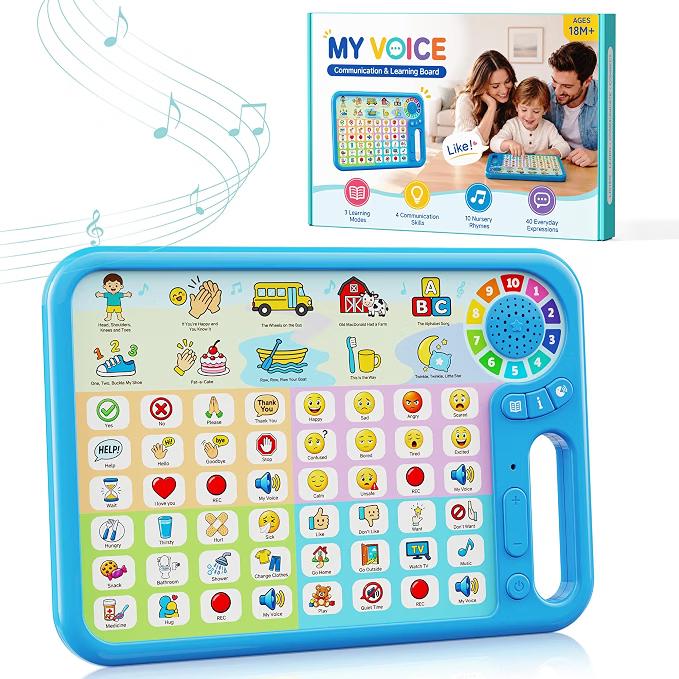 MY VOICE
Communication & Learning Board
AGES
18M+
Like!
3 Learning
Modes
4 Communication
Skills
10 Nursery
Rhymes
40 Everyday
Expressions
Head, Shoulders,
Knees and Toes
If You're Happy and
You Know It
The Wheels on the Bus
Old MacDonald Had a Farm
A B C
The Alphabet Song
1 2 3
One, Two, Buckle My Shoe
Pat-a-Cake
Row, Row, Row Your Boat
This Is the Way
Twinkle, Twinkle, Little Star
10 1 2 3 4 5 6 7 8 9
i
Yes
No
Please
Thank
You
Thank You
HELP!
Help
Hi!
Hello
bye
Goodbye
STOP
Stop
Wait
I love you
REC
My Voice
Happy
Sad
Angry
Scared
?
Confused
Bored
Tired
Excited
Calm
Unsafe
REC
My Voice
Hungry
Thirsty
Hurt
Sick
Snack
Bathroom
Shower
Change Clothes
Medicine
Hug
REC
My Voice
Like
Don't Like
Want
Don't Want
Go Home
Go Outside
TV
Watch TV
Music
Play
Quiet Time
REC
My Voice
+
-